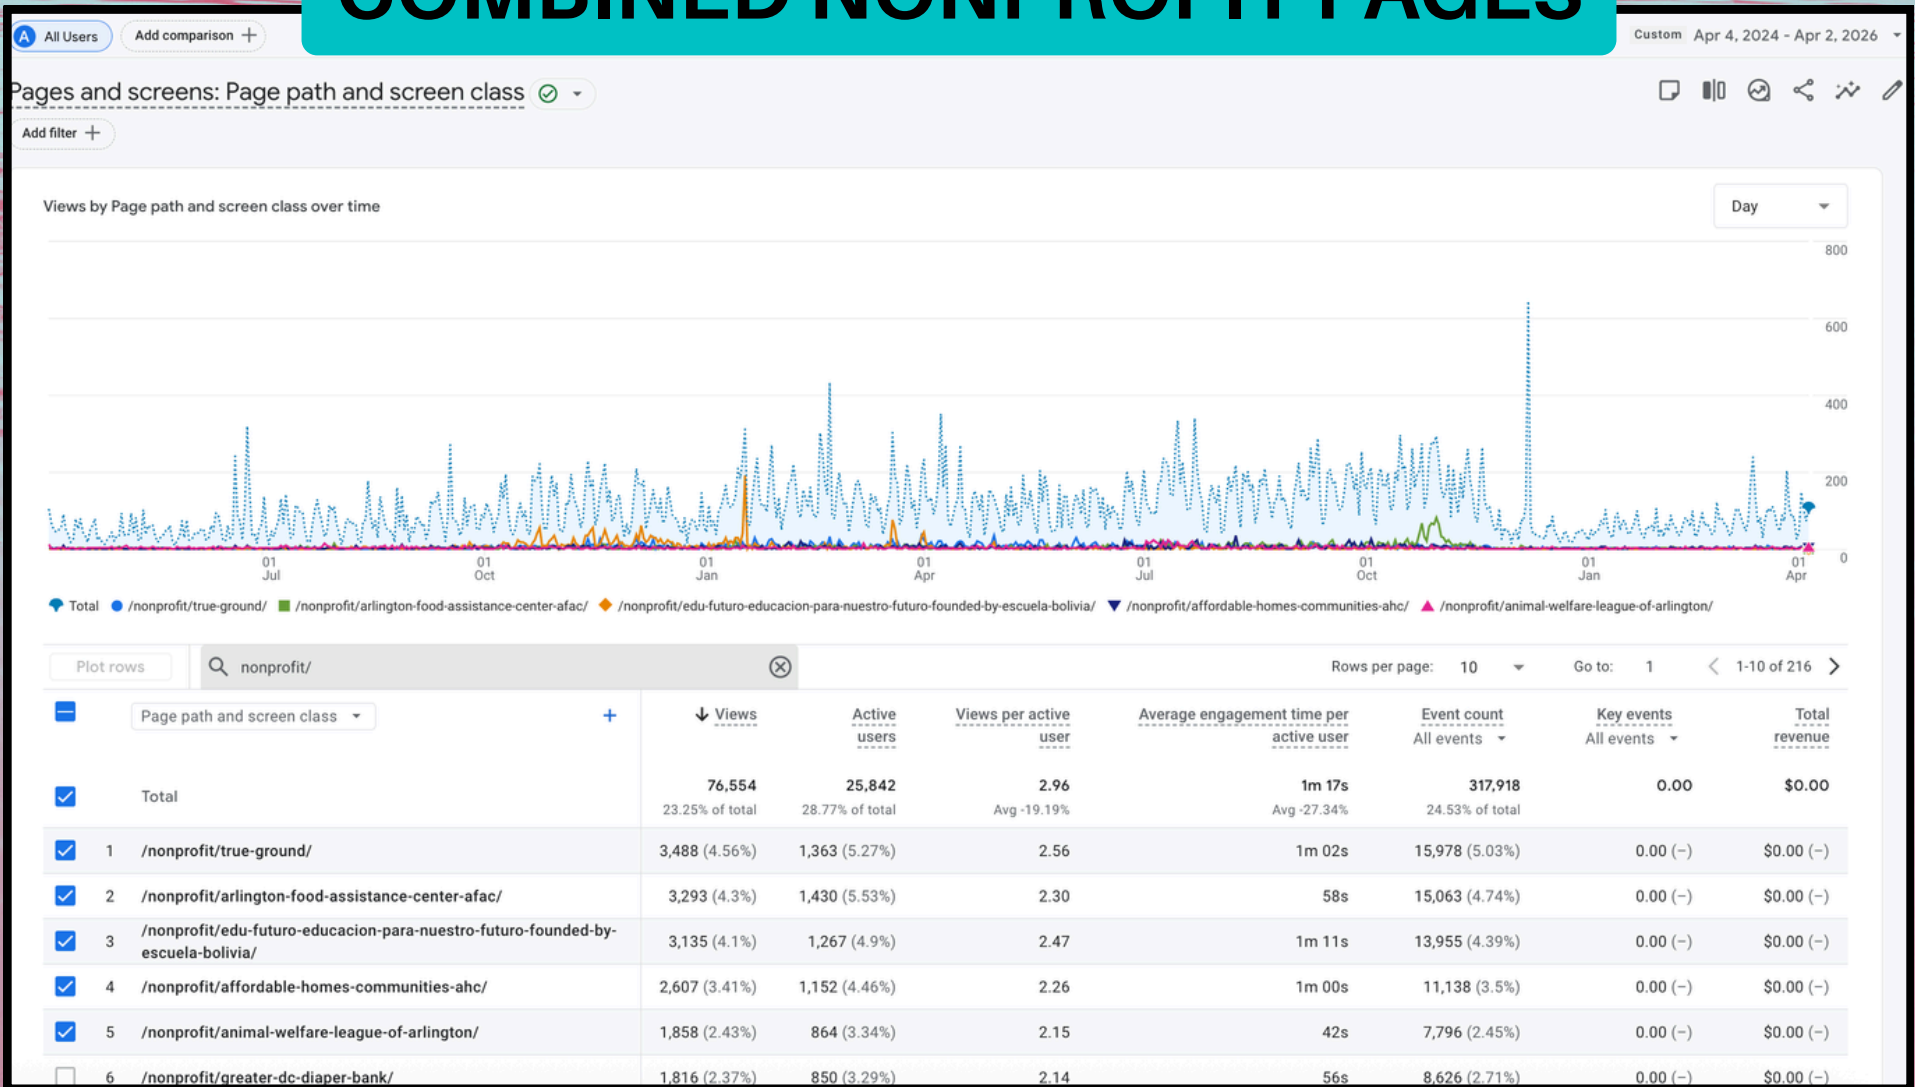 COMBINED NONPROFIT PAGES
A All Users
Add comparison +
Custom Apr 4, 2024 - Apr 2, 2026
Pages and screens: Page path and screen class
Add filter +
Views by Page path and screen class over time
Day
800
600
400
200
0
01 Jul
01 Oct
01 Jan
01 Apr
01 Jul
01 Oct
01 Jan
01 Apr
Total /nonprofit/true-ground/ /nonprofit/arlington-food-assistance-center-afac/ /nonprofit/edu-futuro-educacion-para-nuestro-futuro-founded-by-escuela-bolivia/ /nonprofit/affordable-homes-communities-ahc/ /nonprofit/animal-welfare-league-of-arlington/
Plot rows
nonprofit/
Rows per page: 10 Go to: 1 1-10 of 216
Page path and screen class
+
Views
Active users
Views per active user
Average engagement time per active user
Event count
All events
Key events
All events
Total revenue
Total 76,554 25,842 2.96 1m 17s 317,918 0.00 $0.00
23.25% of total 28.77% of total Avg -19.19% Avg -27.34% 24.53% of total
1 /nonprofit/true-ground/ 3,488 (4.56%) 1,363 (5.27%) 2.56 1m 02s 15,978 (5.03%) 0.00 (–) $0.00 (–)
2 /nonprofit/arlington-food-assistance-center-afac/ 3,293 (4.3%) 1,430 (5.53%) 2.30 58s 15,063 (4.74%) 0.00 (–) $0.00 (–)
3 /nonprofit/edu-futuro-educacion-para-nuestro-futuro-founded-by-
escuela-bolivia/ 3,135 (4.1%) 1,267 (4.9%) 2.47 1m 11s 13,955 (4.39%) 0.00 (–) $0.00 (–)
4 /nonprofit/affordable-homes-communities-ahc/ 2,607 (3.41%) 1,152 (4.46%) 2.26 1m 00s 11,138 (3.5%) 0.00 (–) $0.00 (–)
5 /nonprofit/animal-welfare-league-of-arlington/ 1,858 (2.43%) 864 (3.34%) 2.15 42s 7,796 (2.45%) 0.00 (–) $0.00 (–)
6 /nonprofit/greater-dc-diaper-bank/ 1,816 (2.37%) 850 (3.29%) 2.14 56s 8,626 (2.71%) 0.00 (–) $0.00 (–)